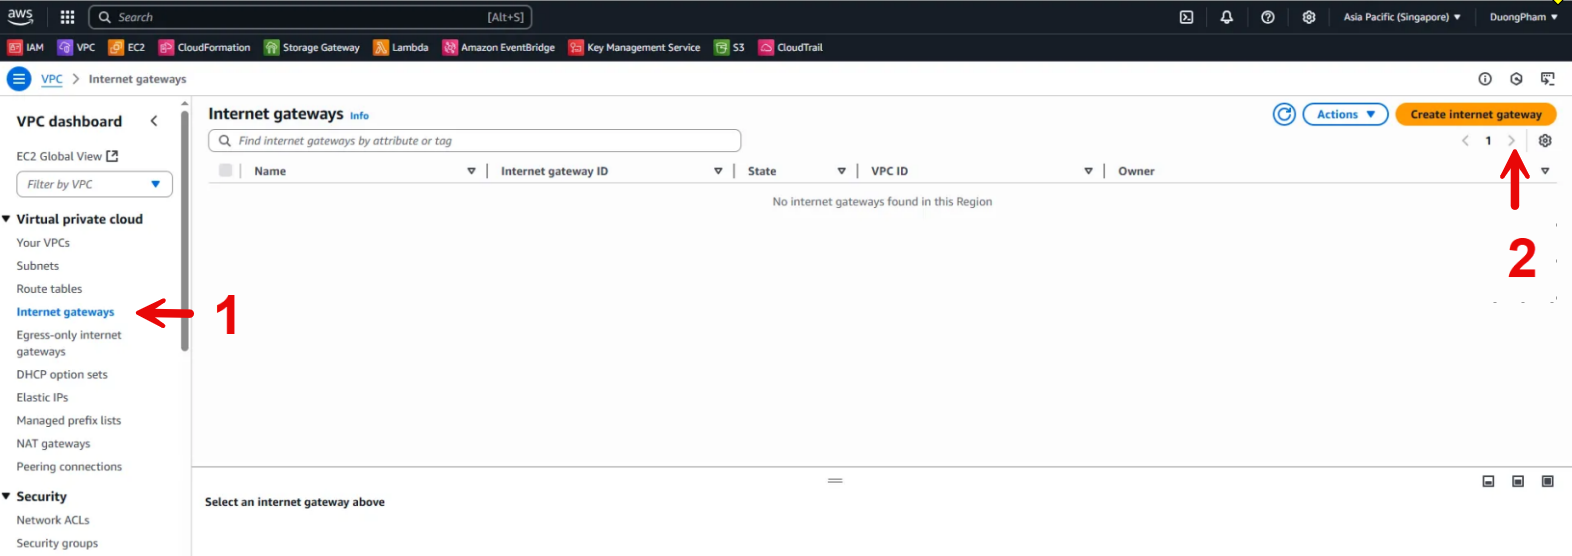 aws Search [Alt+S] Asia Pacific (Singapore) DuongPham
IAM VPC EC2 CloudFormation Storage Gateway Lambda Amazon EventBridge Key Management Service S3 CloudTrail
VPC > Internet gateways
VPC dashboard
EC2 Global View
Filter by VPC
Virtual private cloud
Your VPCs
Subnets
Route tables
Internet gateways
Egress-only internet
gateways
DHCP option sets
Elastic IPs
Managed prefix lists
NAT gateways
Peering connections
Security
Network ACLs
Security groups
1
Internet gateways Info
Actions
Create internet gateway
Find internet gateways by attribute or tag
1
Name Internet gateway ID State VPC ID Owner
No internet gateways found in this Region
2
Select an internet gateway above